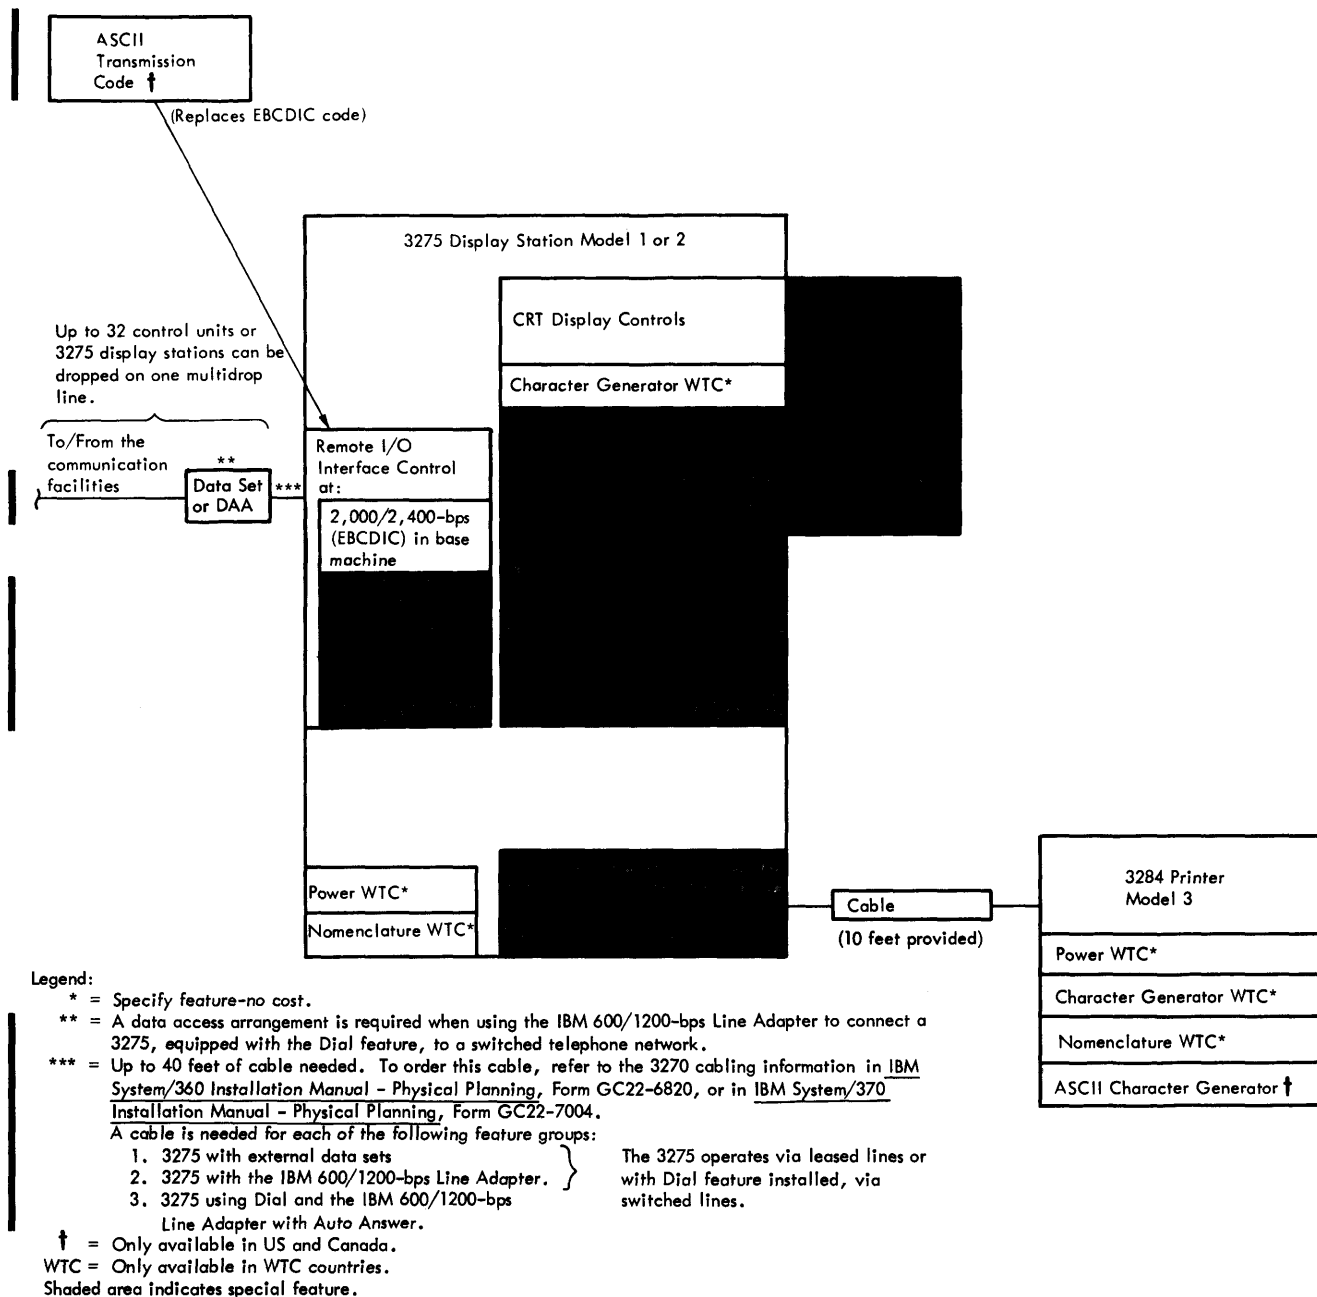 ASCII
Transmission
Code †
(Replaces EBCDIC code)
3275 Display Station Model 1 or 2
CRT Display Controls
Character Generator WTC*
Up to 32 control units or
3275 display stations can be
dropped on one multidrop
line.
To/From the
communication
facilities
**
Data Set
or DAA
***
Remote I/O
Interface Control
at:
2,000/2,400-bps
(EBCDIC) in base
machine
Power WTC*
Nomenclature WTC*
Cable
(10 feet provided)
3284 Printer
Model 3
Power WTC*
Character Generator WTC*
Nomenclature WTC*
ASCII Character Generator †
Legend:
* = Specify feature-no cost.
** = A data access arrangement is required when using the IBM 600/1200-bps Line Adapter to connect a
3275, equipped with the Dial feature, to a switched telephone network.
*** = Up to 40 feet of cable needed. To order this cable, refer to the 3270 cabling information in IBM
System/360 Installation Manual - Physical Planning, Form GC22-6820, or in IBM System/370
Installation Manual - Physical Planning, Form GC22-7004.
A cable is needed for each of the following feature groups:
1. 3275 with external data sets
2. 3275 with the IBM 600/1200-bps Line Adapter.
3. 3275 using Dial and the IBM 600/1200-bps
Line Adapter with Auto Answer.
The 3275 operates via leased lines or
with Dial feature installed, via
switched lines.
† = Only available in US and Canada.
WTC = Only available in WTC countries.
Shaded area indicates special feature.